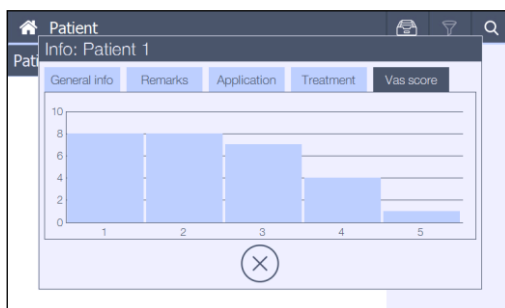 Patient
Info: Patient 1
Pati
General info Remarks Application Treatment Vas score
10
8
6
4
2
0
1 2 3 4 5